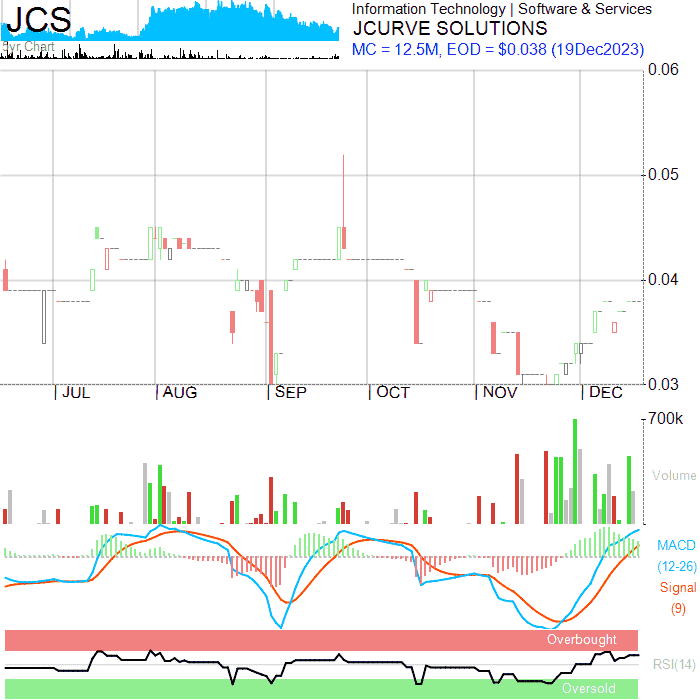 JCS
5yr Chart
Information Technology | Software & Services
JCURVE SOLUTIONS
MC = 12.5M, EOD = $0.038 (19Dec2023)
0.06
0.05
0.04
0.03
JUL AUG SEP OCT NOV DEC
700k
Volume
MACD
(12-26)
Signal
(9)
Overbought
RSI(14)
Oversold